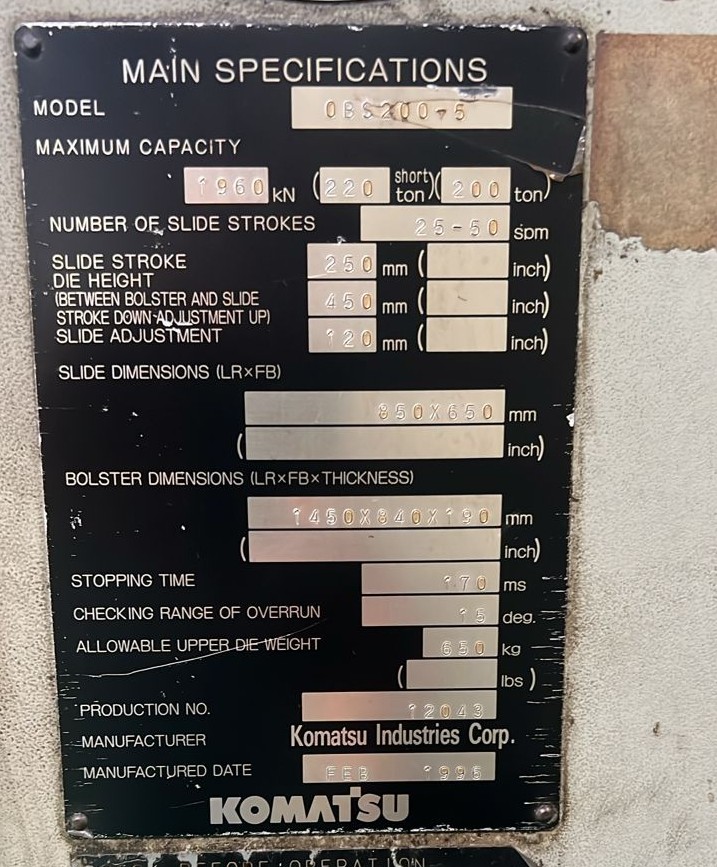 MAIN SPECIFICATIONS
MODEL OBS200-5
MAXIMUM CAPACITY
1960 kN (220 short ton)(200 ton)
NUMBER OF SLIDE STROKES 25-50 spm
SLIDE STROKE 250 mm ( inch)
DIE HEIGHT
(BETWEEN BOLSTER AND SLIDE 450 mm ( inch)
STROKE DOWN·ADJUSTMENT UP)
SLIDE ADJUSTMENT 120 mm ( inch)
SLIDE DIMENSIONS (LR×FB)
850X650 mm
( inch)
BOLSTER DIMENSIONS (LR×FB×THICKNESS)
1450X840X190 mm
( inch)
STOPPING TIME 170 ms
CHECKING RANGE OF OVERRUN 15 deg.
ALLOWABLE UPPER DIE WEIGHT 650 kg
( lbs )
PRODUCTION NO. 12043
MANUFACTURER Komatsu Industries Corp.
MANUFACTURED DATE FEB 1995
KOMATSU
BEFORE OPERATION